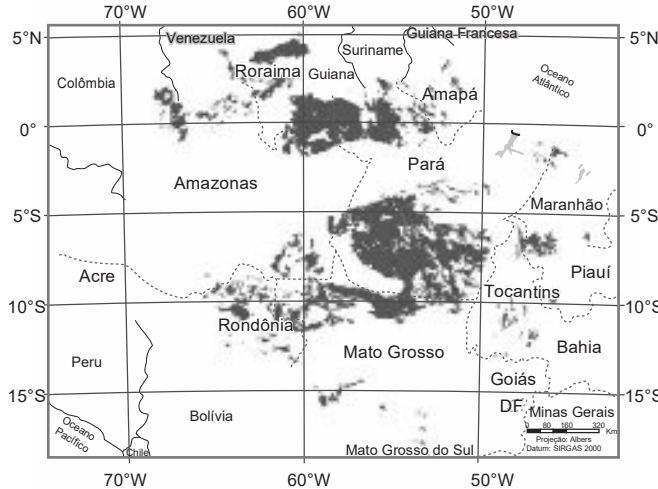 70°W 60°W 50°W
5°N 5°N
Venezuela
Guiana Francesa
Suriname
Roraima
Guiana
Colômbia
Oceano
Atlântico
Amapá
0° 0°
Pará
Amazonas
Maranhão
5°S 5°S
Acre
Piauí
Tocantins
10°S 10°S
Rondônia
Mato Grosso
Bahia
Peru
Goiás
15°S 15°S
DF
Minas Gerais
Bolívia
0 80 160 320
Km
Projeção: Albers
Datum: SIRGAS 2000
Oceano
Pacífico
Chile
Mato Grosso do Sul
70°W 60°W 50°W